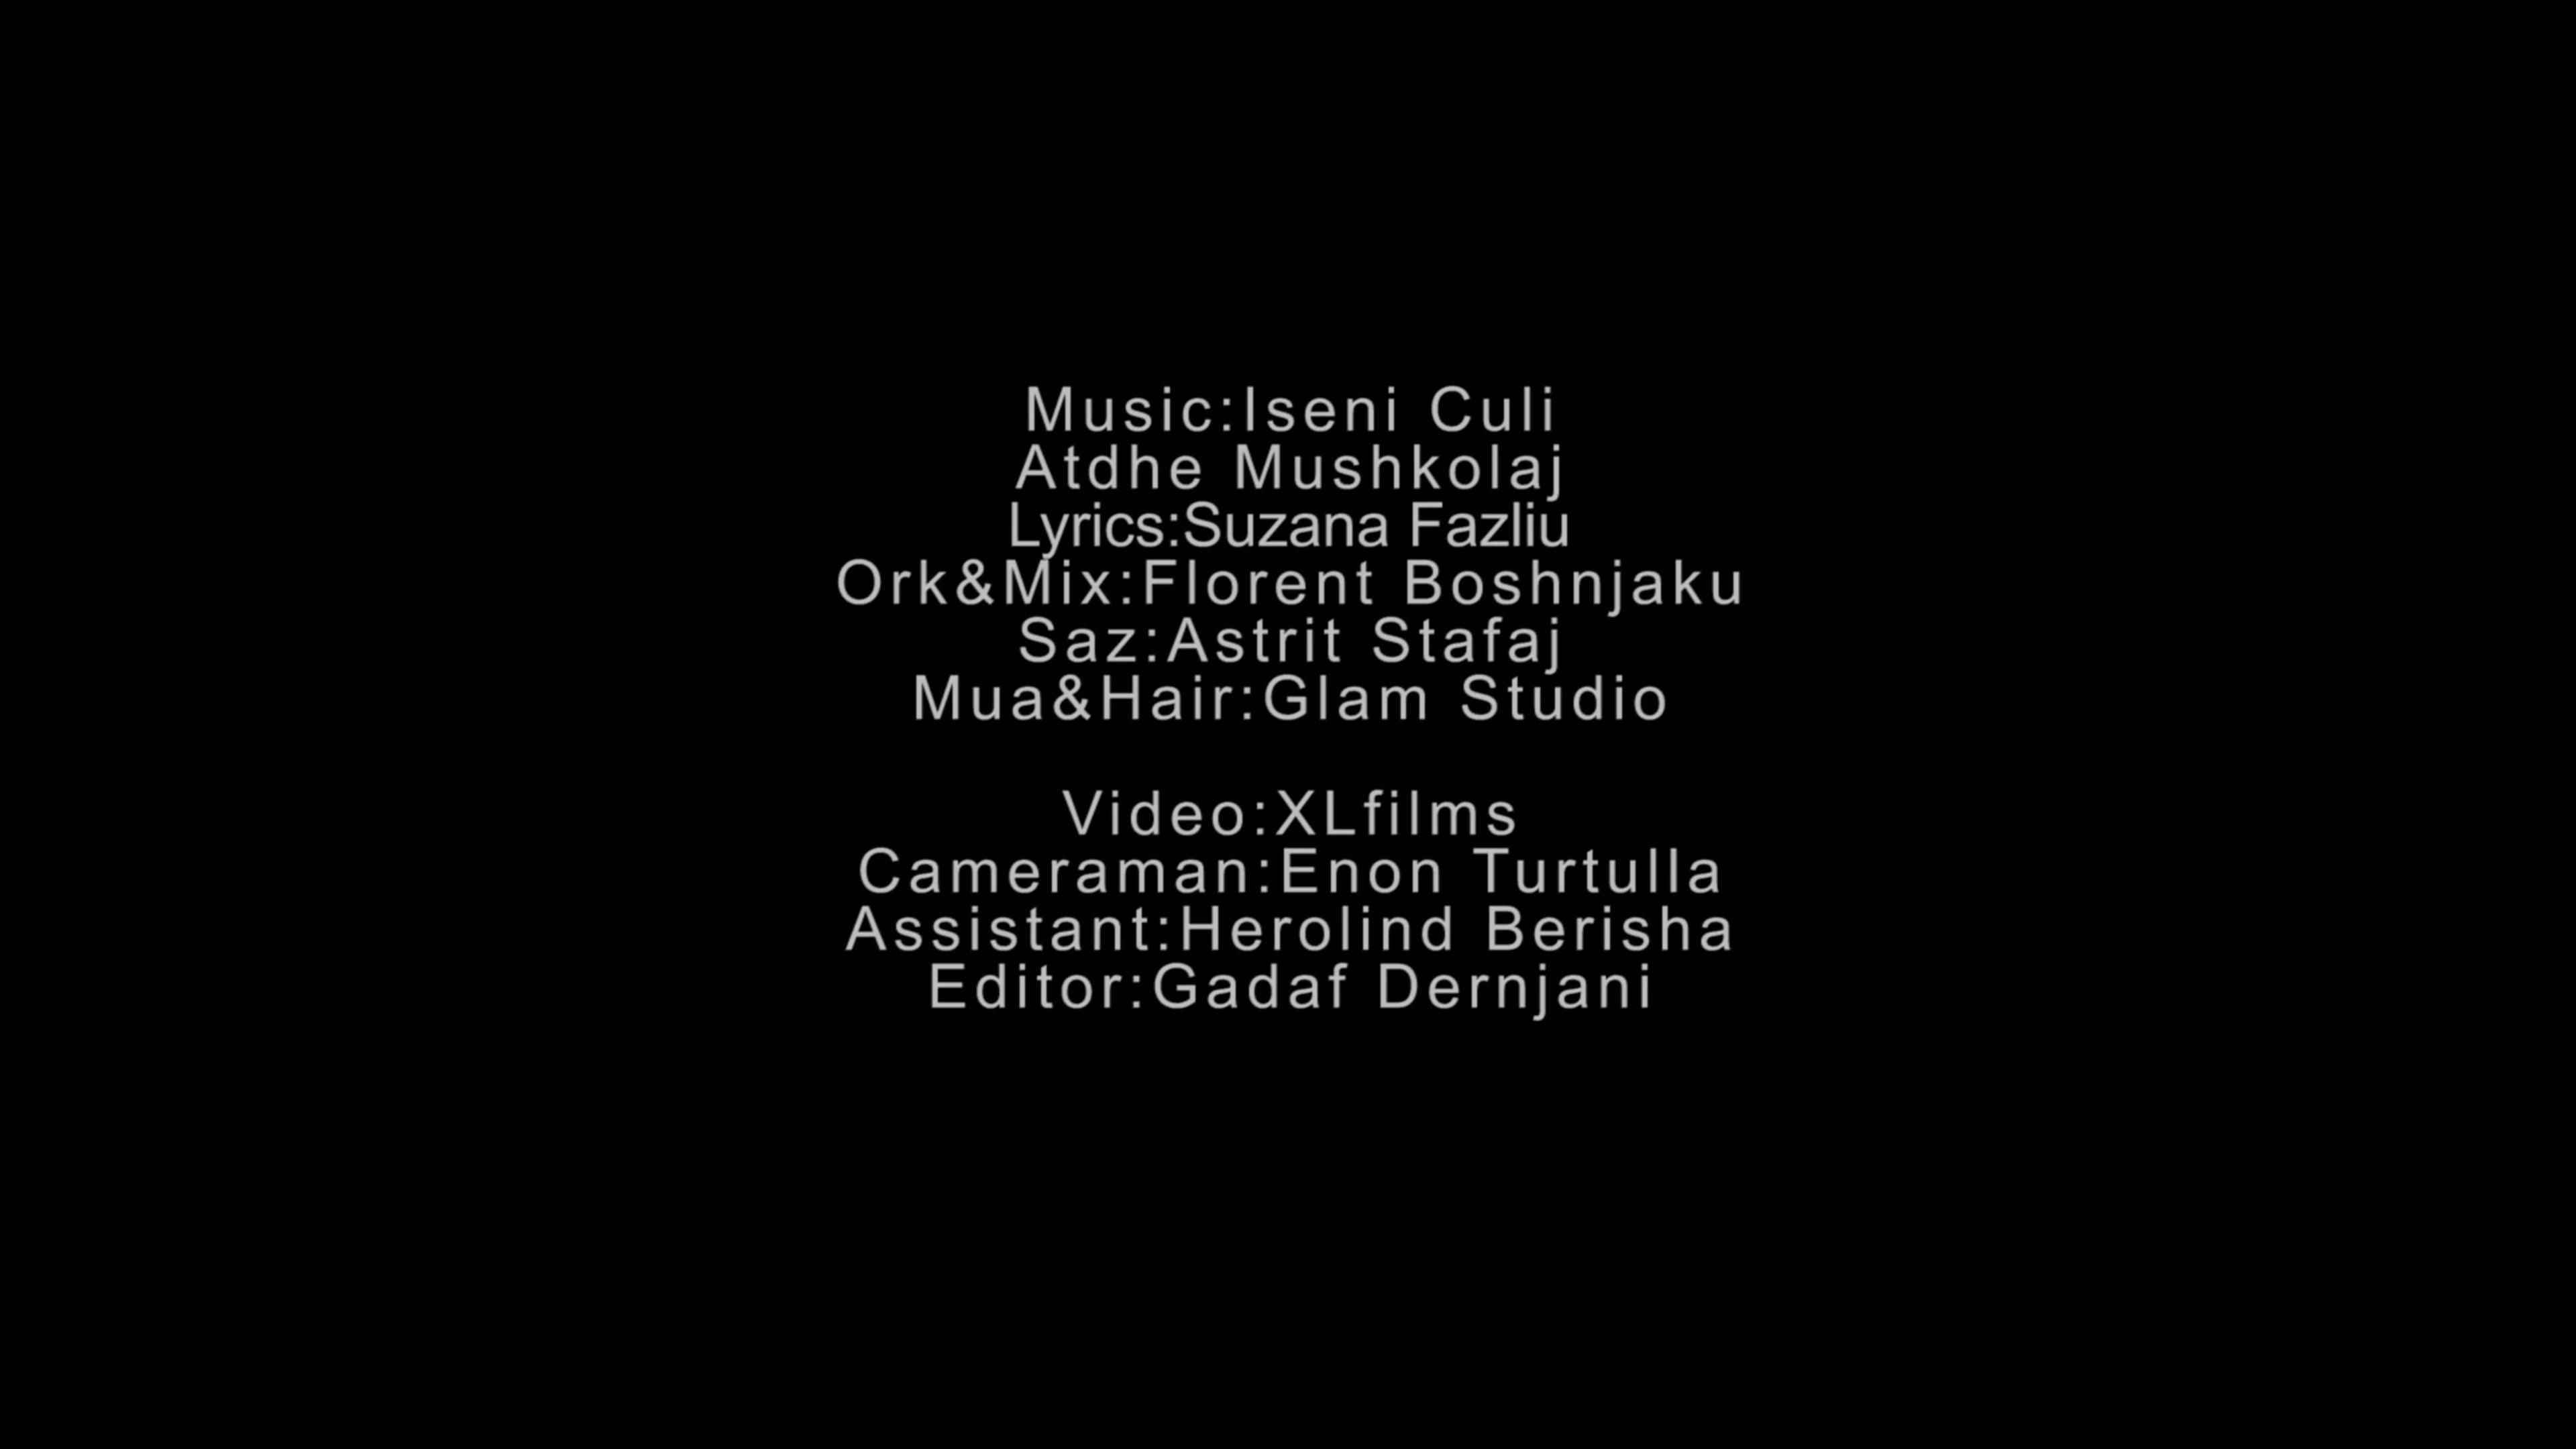 Music:Iseni Culi
Atdhe Mushkolaj
Lyrics:Suzana Fazliu
Ork&Mix:Florent Boshnjaku
Saz:Astrit Stafaj
Mua&Hair:Glam Studio
Video:XLfilms
Cameraman:Enon Turtulla
Assistant:Herolind Berisha
Editor:Gadaf Dernjani